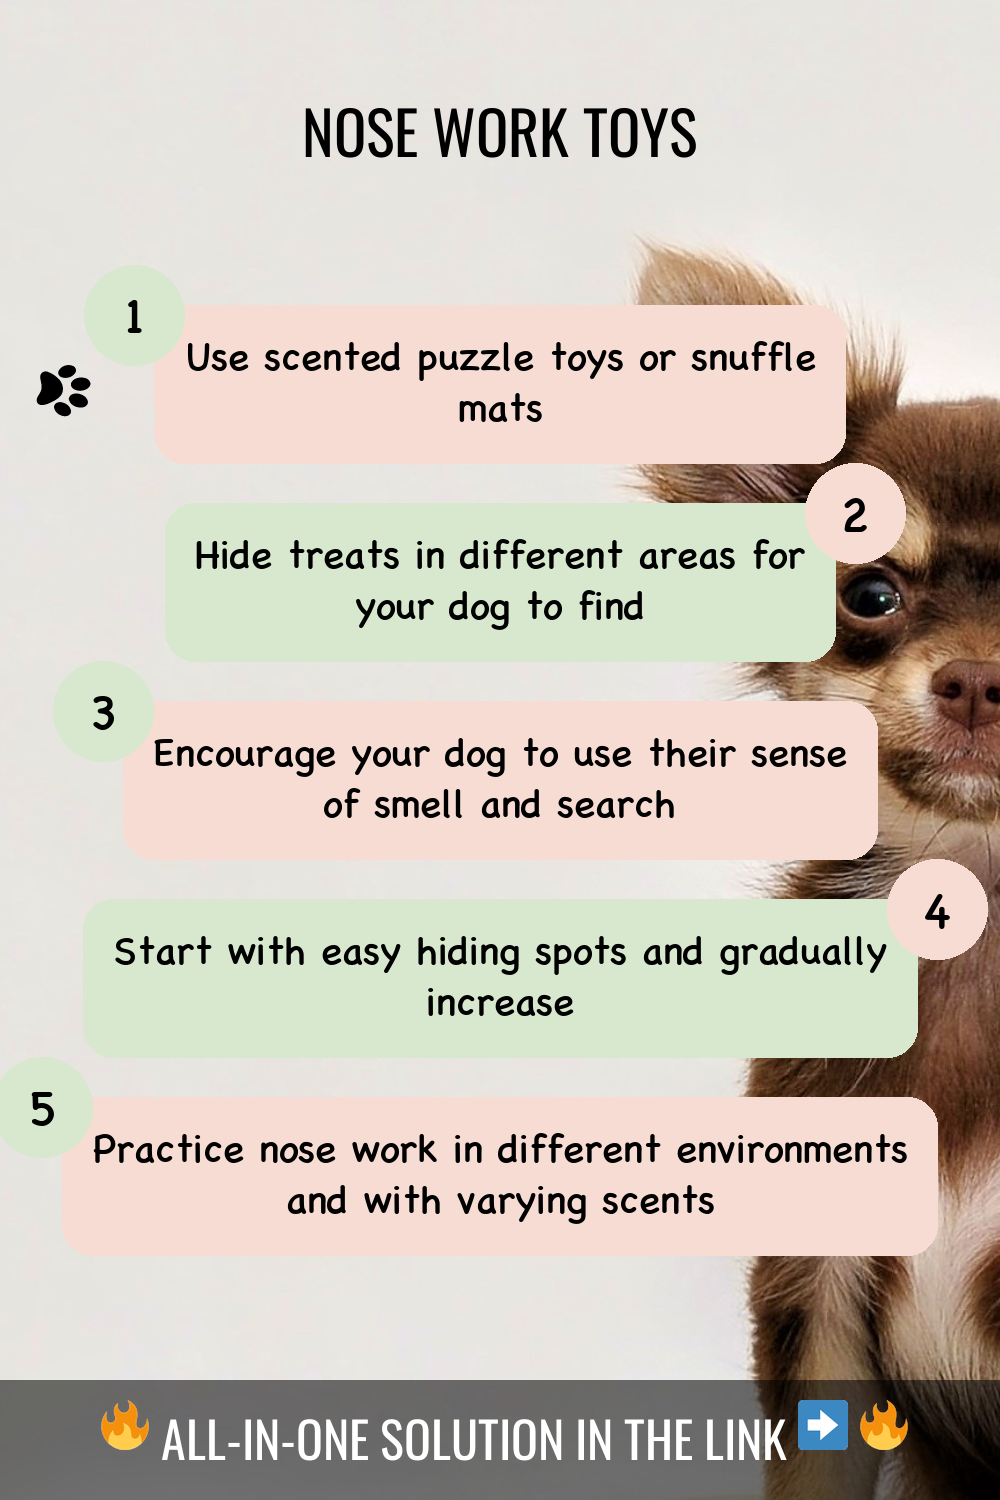 NOSE WORK TOYS
1
Use scented puzzle toys or snuffle
mats
2
Hide treats in different areas for
your dog to find
3
Encourage your dog to use their sense
of smell and search
4
Start with easy hiding spots and gradually
increase
5
Practice nose work in different environments
and with varying scents
🔥 ALL-IN-ONE SOLUTION IN THE LINK ➡️ 🔥